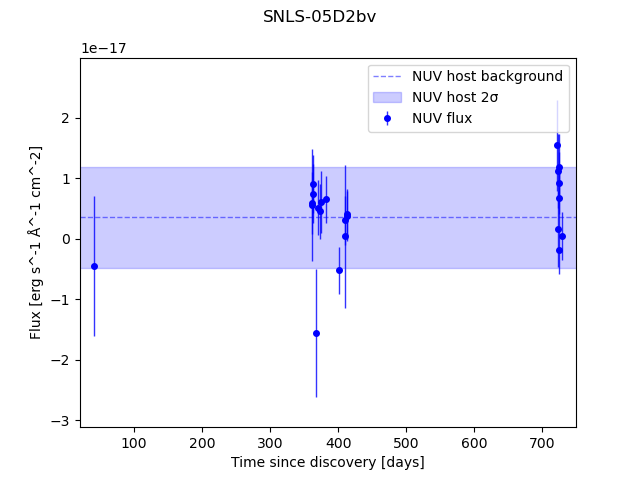 SNLS-05D2bv
1e−17
NUV host background
NUV host 2σ
NUV flux
2
1
0
−1
−2
−3
Flux [erg s^-1 Å^-1 cm^-2]
100 200 300 400 500 600 700
Time since discovery [days]